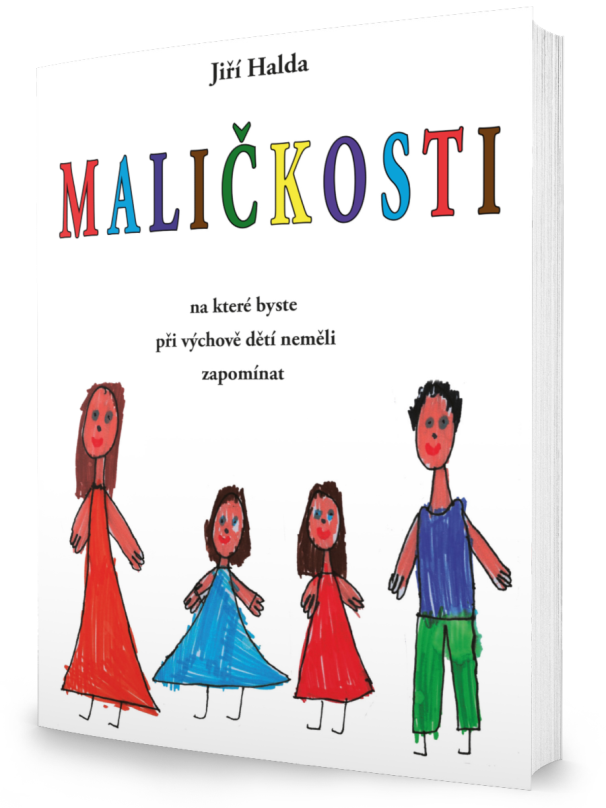 Jiří Halda
MALIČKOSTI
na které byste
při výchově dětí neměli
zapomínat